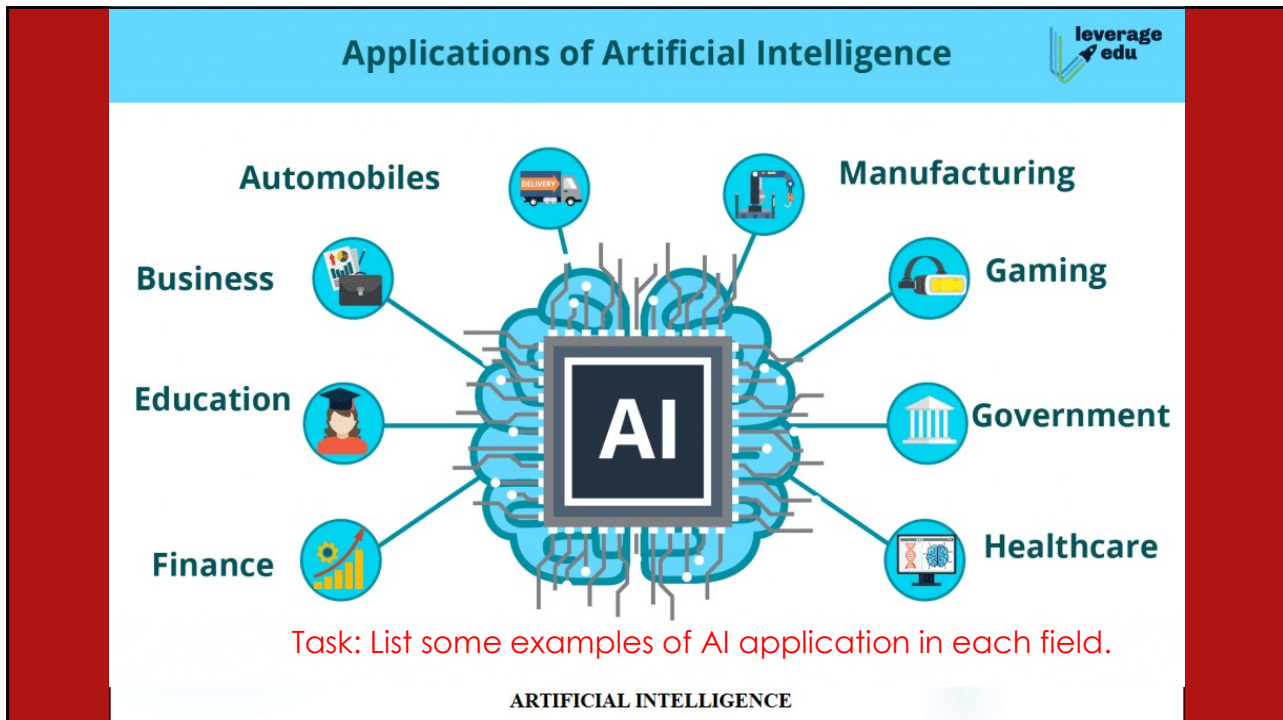 Applications of Artificial Intelligence
leverage
edu
Automobiles
DELIVERY
Manufacturing
Business
Gaming
Education
AI
Government
Finance
Healthcare
Task: List some examples of AI application in each field.
ARTIFICIAL INTELLIGENCE